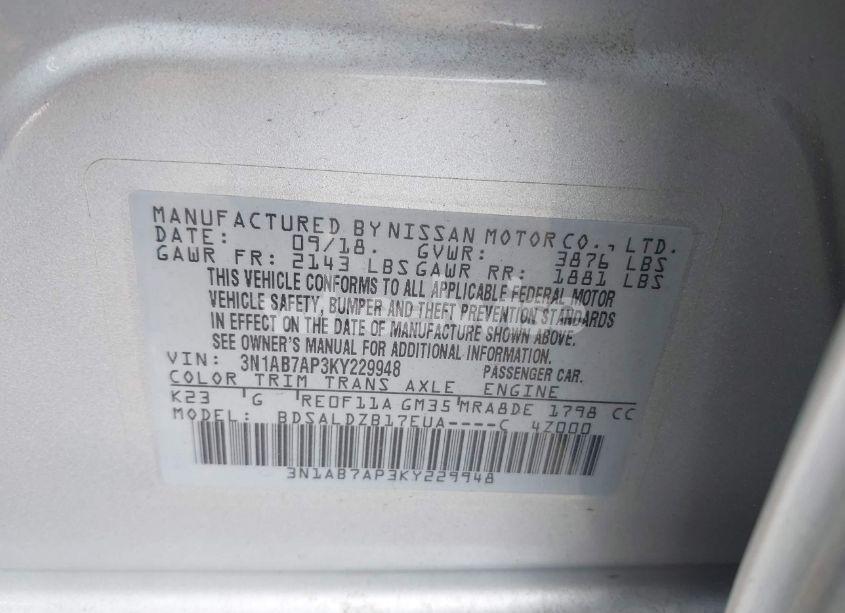 MANUFACTURED BY NISSAN MOTOR CO., LTD.
DATE: 09/18. GVWR: 3876 LBS
GAWR FR: 2143 LBS GAWR RR: 1881 LBS
THIS VEHICLE CONFORMS TO ALL APPLICABLE FEDERAL MOTOR
VEHICLE SAFETY, BUMPER AND THEFT PREVENTION STANDARDS
IN EFFECT ON THE DATE OF MANUFACTURE SHOWN ABOVE.
SEE OWNER'S MANUAL FOR ADDITIONAL INFORMATION.
VIN: 3N1AB7AP3KY229948 PASSENGER CAR.
COLOR TRIM TRANS AXLE ENGINE
K23 G RE0F11A GM35 MRA8DE 1798 CC
MODEL: BDSALDZB17EUA----C 4Z000
3N1AB7AP3KY229948